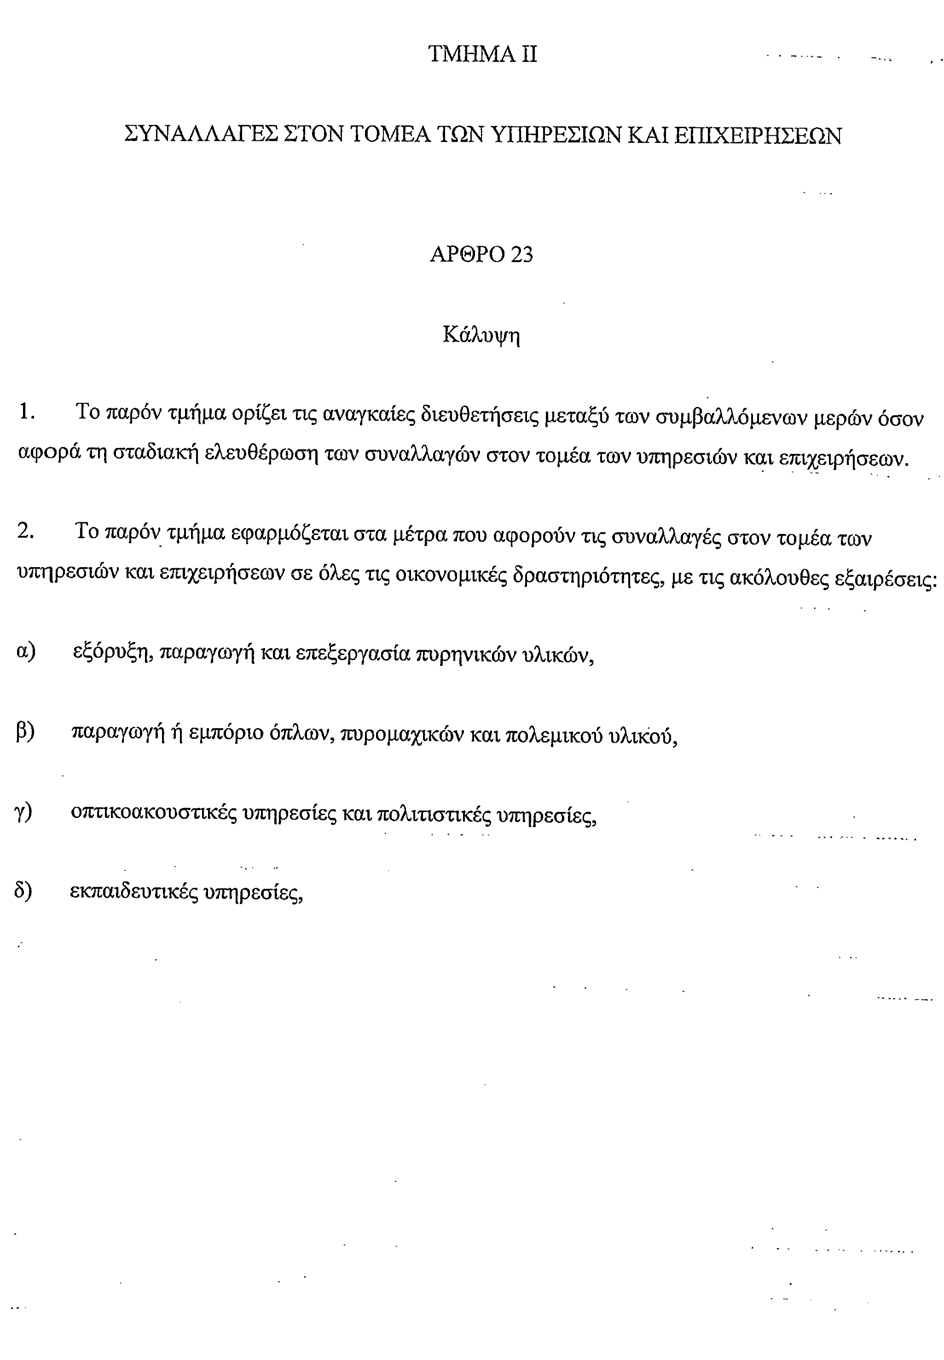 ΤΜΗΜΑ ΙΙ
ΣΥΝΑΛΛΑΓΕΣ ΣΤΟΝ ΤΟΜΕΑ ΤΩΝ ΥΠΗΡΕΣΙΩΝ ΚΑΙ ΕΠΙΧΕΙΡΗΣΕΩΝ
ΑΡΘΡΟ 23
Κάλυψη
1. Το παρόν τμήμα ορίζει τις αναγκαίες διευθετήσεις μεταξύ των συμβαλλόμενων μερών όσον
αφορά τη σταδιακή ελευθέρωση των συναλλαγών στον τομέα των υπηρεσιών και επιχειρήσεων.
2. Το παρόν τμήμα εφαρμόζεται στα μέτρα που αφορούν τις συναλλαγές στον τομέα των
υπηρεσιών και επιχειρήσεων σε όλες τις οικονομικές δραστηριότητες, με τις ακόλουθες εξαιρέσεις:
α) εξόρυξη, παραγωγή και επεξεργασία πυρηνικών υλικών,
β) παραγωγή ή εμπόριο όπλων, πυρομαχικών και πολεμικού υλικού,
γ) οπτικοακουστικές υπηρεσίες και πολιτιστικές υπηρεσίες,
δ) εκπαιδευτικές υπηρεσίες,